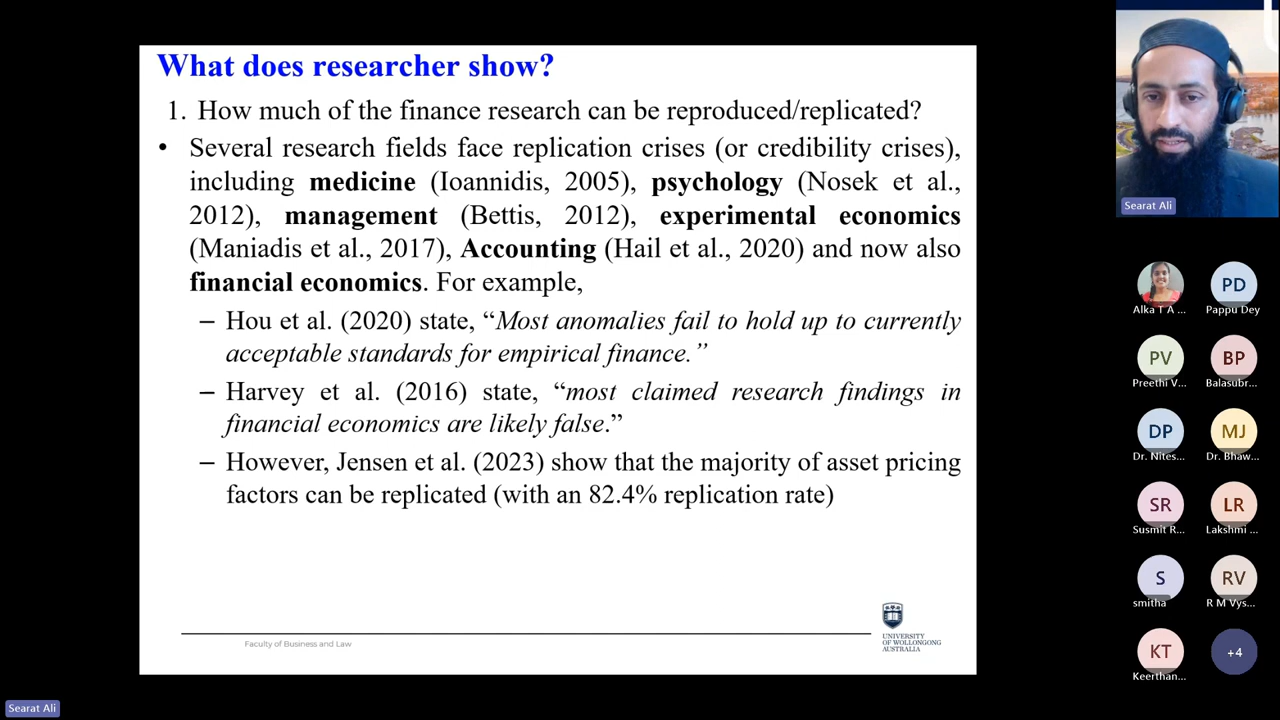 What does researcher show?
1. How much of the finance research can be reproduced/replicated?
• Several research fields face replication crises (or credibility crises),
including medicine (Ioannidis, 2005), psychology (Nosek et al.,
2012), management (Bettis, 2012), experimental economics
(Maniadis et al., 2017), Accounting (Hail et al., 2020) and now also
financial economics. For example,
– Hou et al. (2020) state, “Most anomalies fail to hold up to currently
acceptable standards for empirical finance.”
– Harvey et al. (2016) state, “most claimed research findings in
financial economics are likely false.”
– However, Jensen et al. (2023) show that the majority of asset pricing
factors can be replicated (with an 82.4% replication rate)
Faculty of Business and Law
UNIVERSITY
OF WOLLONGONG
AUSTRALIA
Searat Ali
Alka T A ...
PD
Pappu Dey
PV
Preethi V...
BP
Balasubr...
DP
Dr. Nites...
MJ
Dr. Bhaw...
SR
Susmit R...
LR
Lakshmi ...
S
smitha
RV
R M Vys...
KT
Keerthan...
+4
Searat Ali